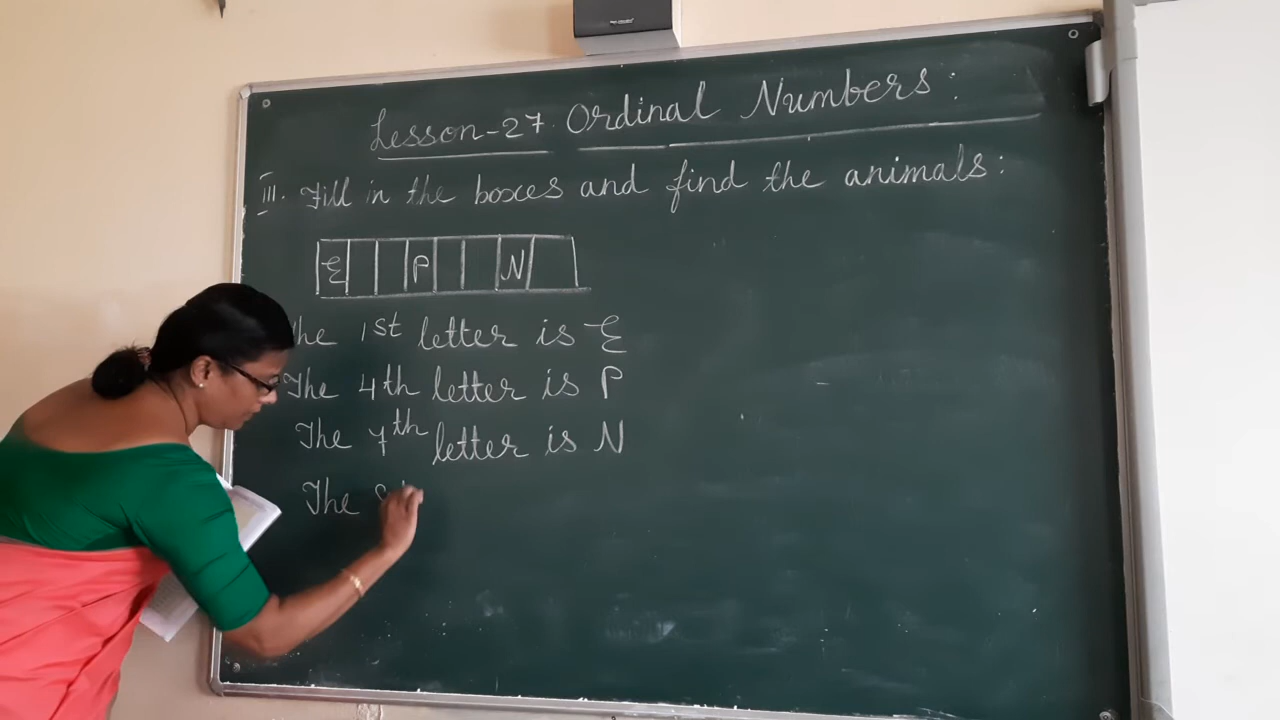 Lesson-27. Ordinal Numbers:
III. Fill in the boxes and find the animals:
E P N
The 1st letter is E
The 4th letter is P
The 7th letter is N
The